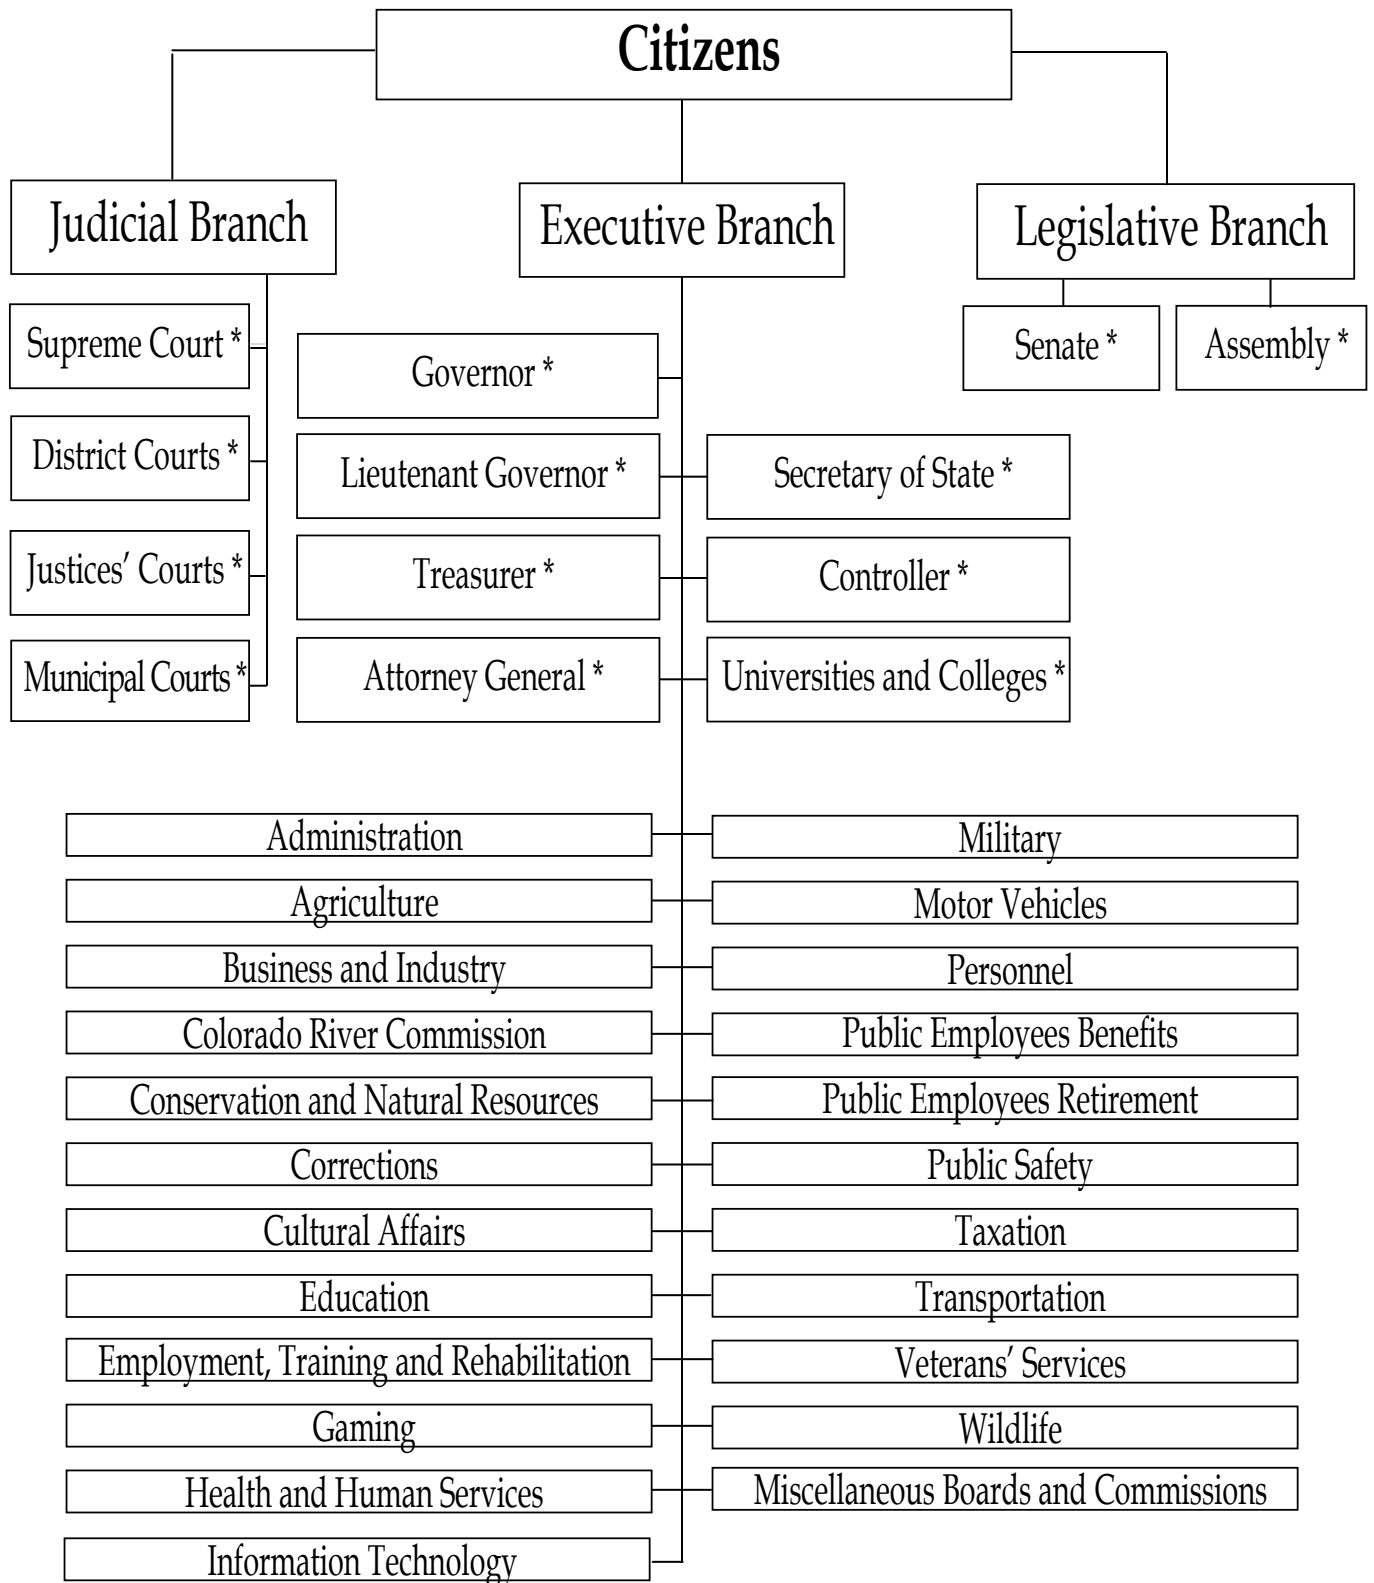 Citizens
Judicial Branch
Executive Branch
Legislative Branch
Supreme Court *
District Courts *
Justices’ Courts *
Municipal Courts *
Governor *
Lieutenant Governor *
Secretary of State *
Treasurer *
Controller *
Attorney General *
Universities and Colleges *
Senate *
Assembly *
Administration
Military
Agriculture
Motor Vehicles
Business and Industry
Personnel
Colorado River Commission
Public Employees Benefits
Conservation and Natural Resources
Public Employees Retirement
Corrections
Public Safety
Cultural Affairs
Taxation
Education
Transportation
Employment, Training and Rehabilitation
Veterans’ Services
Gaming
Wildlife
Health and Human Services
Miscellaneous Boards and Commissions
Information Technology